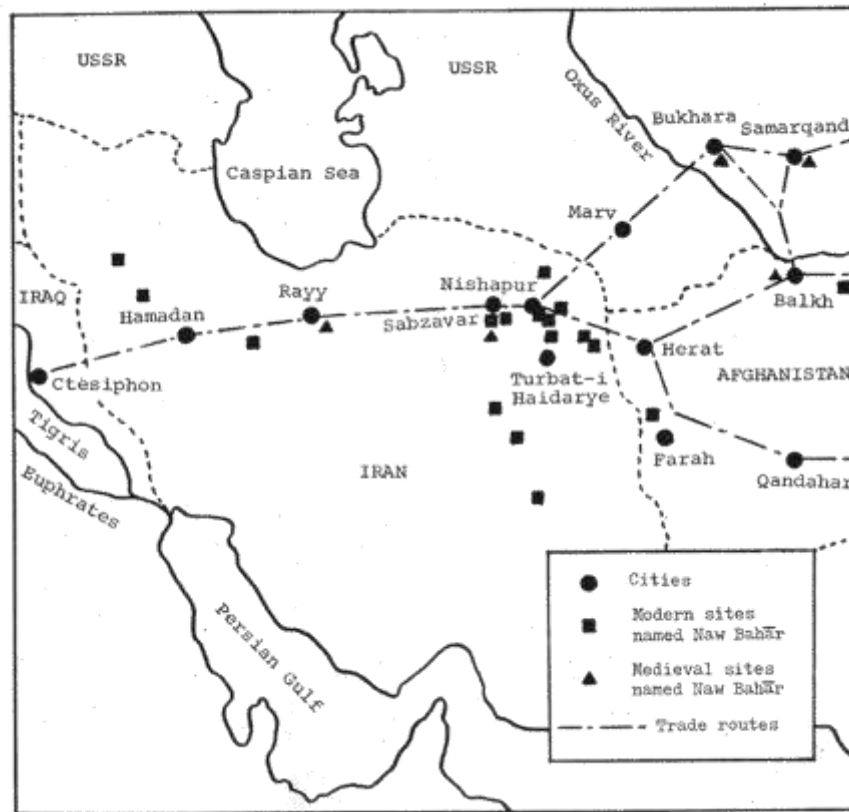 USSR
USSR
Oxus River
Bukhara
Samarqand
Caspian Sea
Marv
IRAQ
Hamadan
Rayy
Nishapur
Sabzavar
Balkh
Herat
Ctesiphon
Turbat-i
Haidarye
AFGHANISTAN
Tigris
Euphrates
IRAN
Farah
Qandahar
Persian Gulf
Cities
Modern sites
named Naw Bahār
Medieval sites
named Naw Bahār
Trade routes